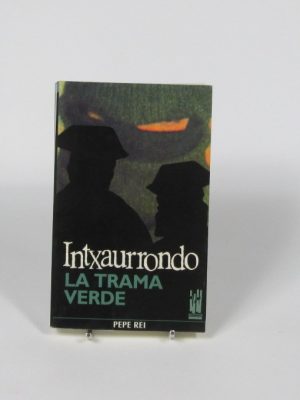 Intxaurrondo
LA TRAMA
VERDE
PEPE REI